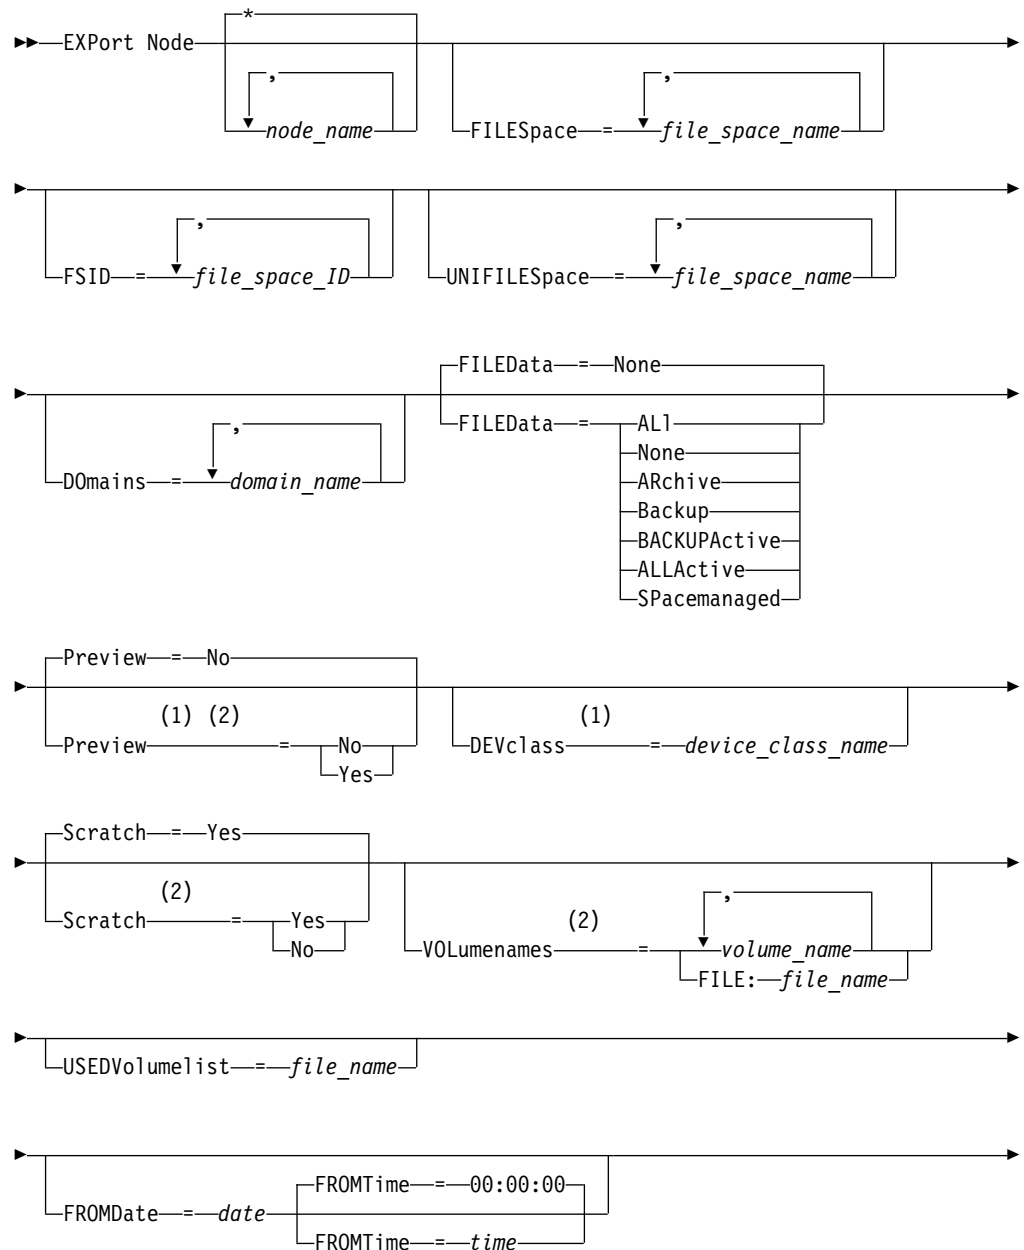 *
EXPort Node
,
node_name
,
FILESpace = file_space_name
,
FSID = file_space_ID
,
UNIFILESpace = file_space_name
,
DOmains = domain_name
FILEData = None
FILEData = ALl
None
ARchive
Backup
BACKUPActive
ALLActive
SPacemanaged
Preview = No
(1) (2)
Preview = No
Yes
(1)
DEVclass = device_class_name
Scratch = Yes
(2)
Scratch = Yes
No
,
(2)
VOLumenames = volume_name
FILE: file_name
USEDVolumelist = file_name
FROMDate = date
FROMTime = 00:00:00
FROMTime = time